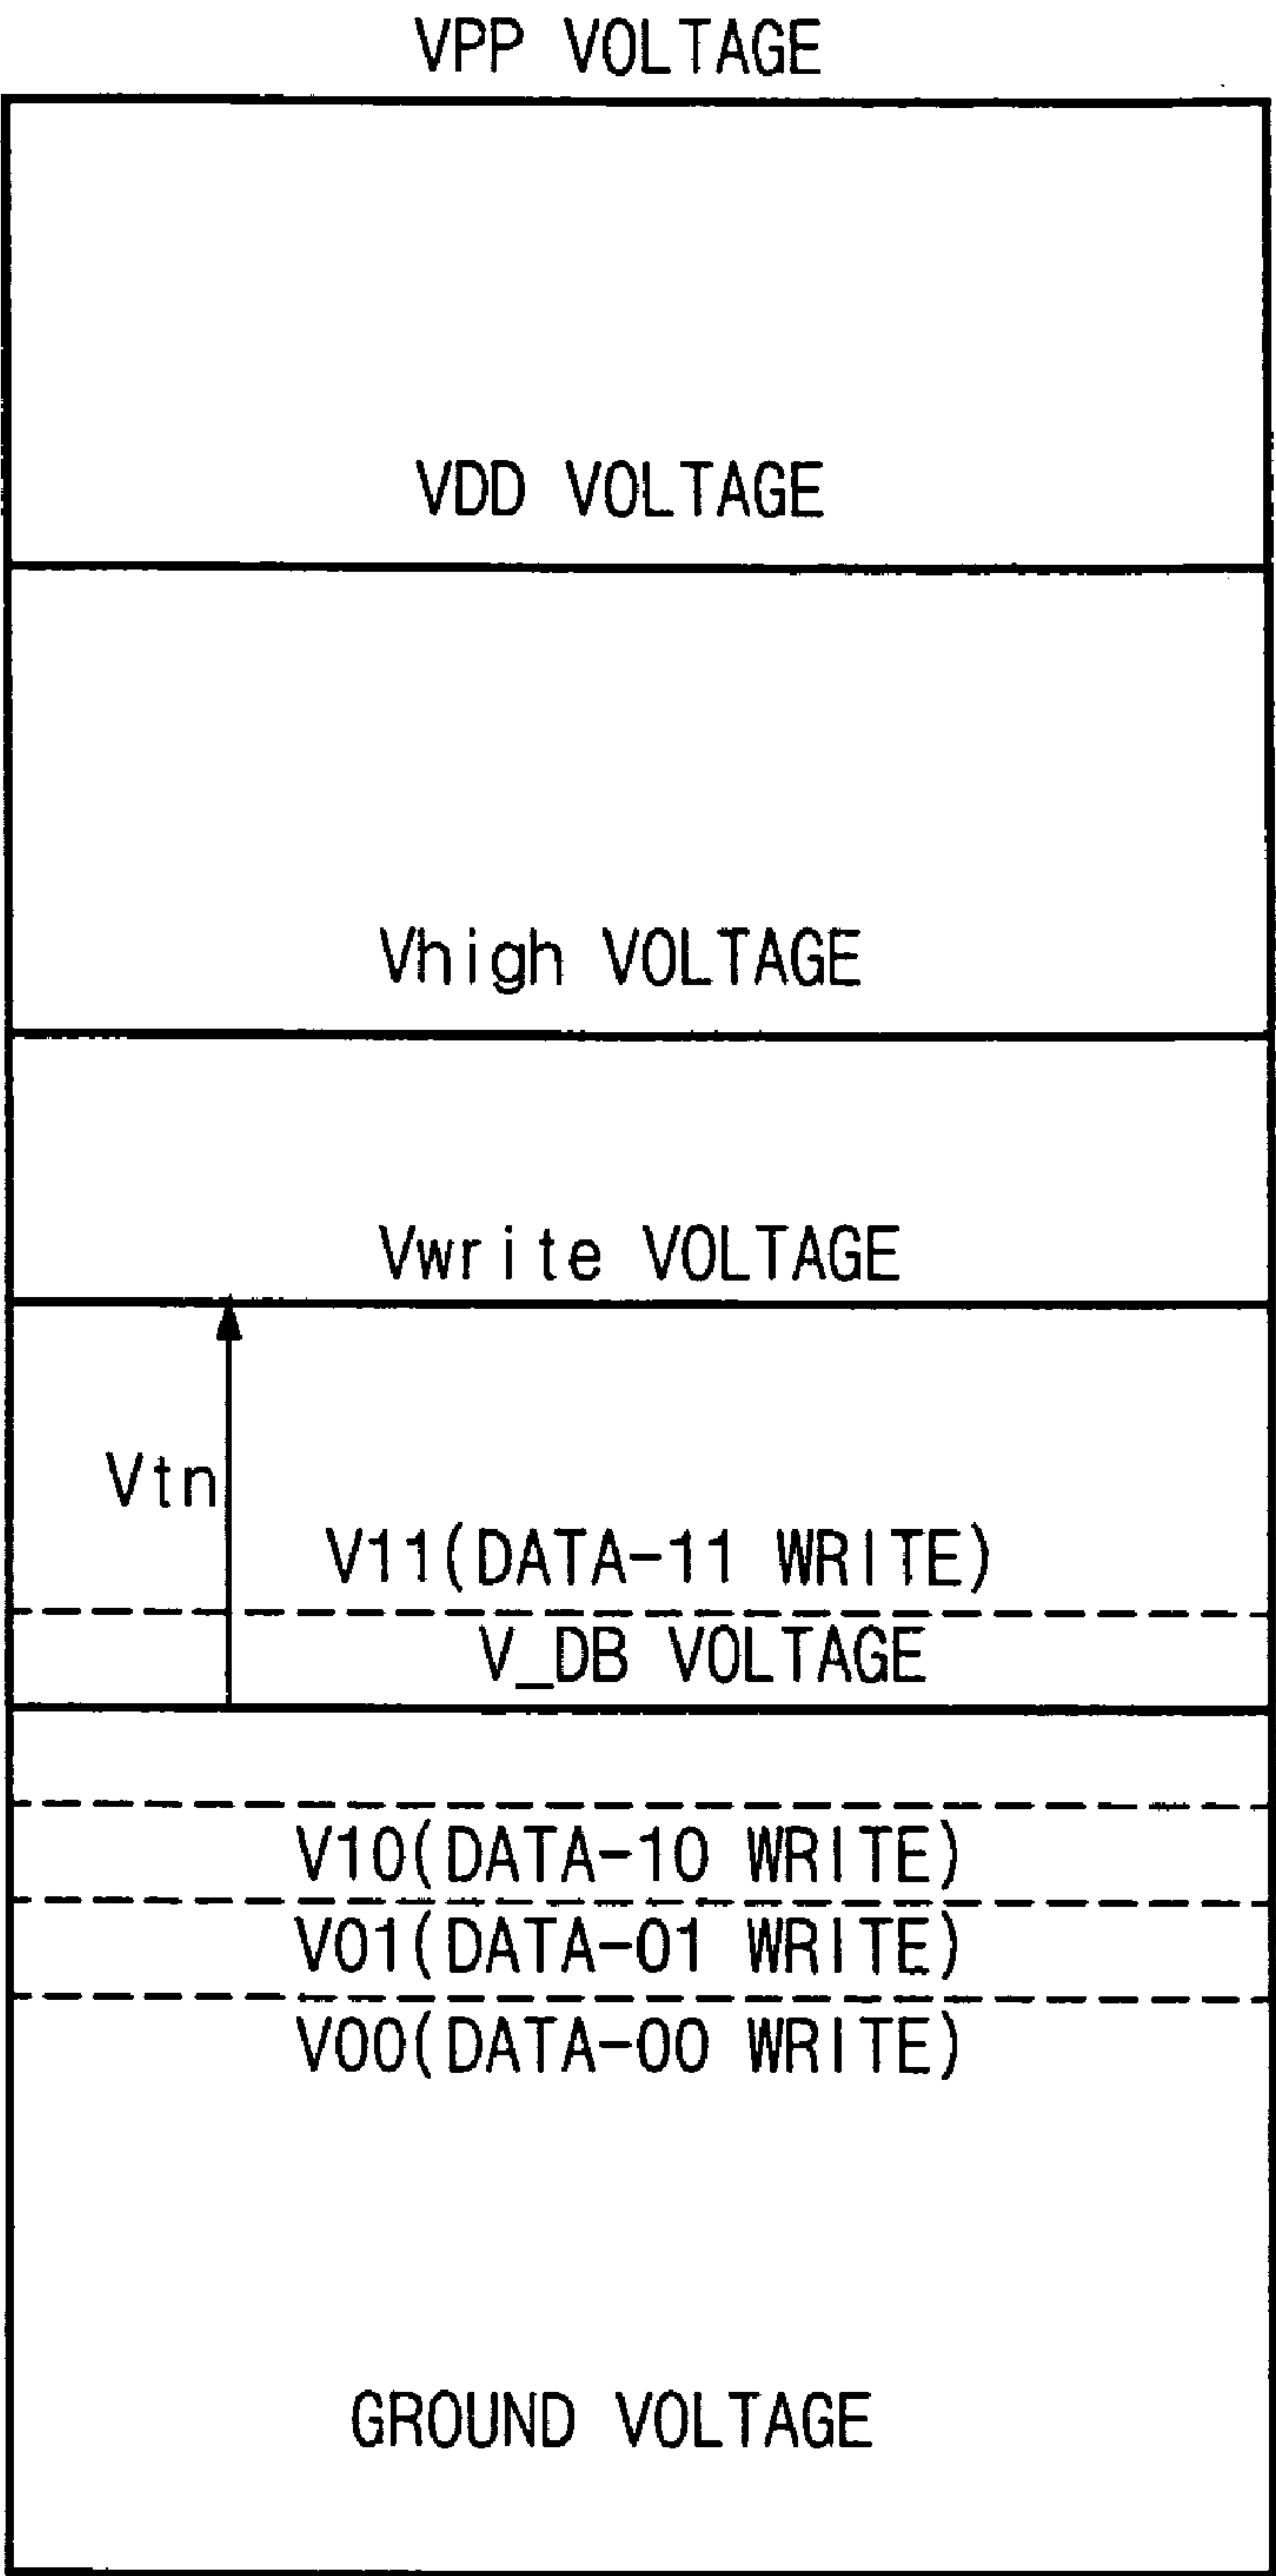 VPP VOLTAGE
VDD VOLTAGE
Vhigh VOLTAGE
Vwrite VOLTAGE
Vtn
V11(DATA-11 WRITE)
V_DB VOLTAGE
V10(DATA-10 WRITE)
V01(DATA-01 WRITE)
V00(DATA-00 WRITE)
GROUND VOLTAGE